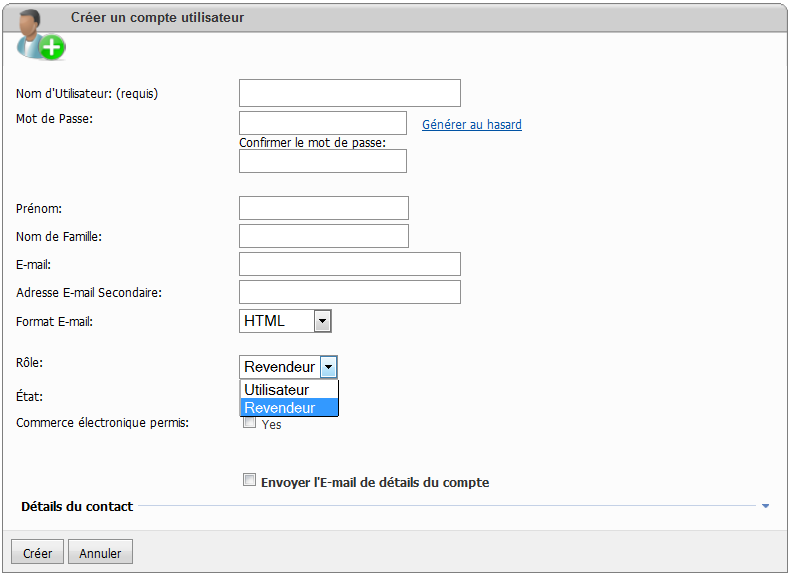 Créer un compte utilisateur
Nom d'Utilisateur: (requis)
Mot de Passe:
Générer au hasard
Confirmer le mot de passe:
Prénom:
Nom de Famille:
E-mail:
Adresse E-mail Secondaire:
Format E-mail:
HTML
Rôle:
Revendeur
Utilisateur
État:
Revendeur
Commerce électronique permis:
Yes
Envoyer l'E-mail de détails du compte
Détails du contact
Créer
Annuler